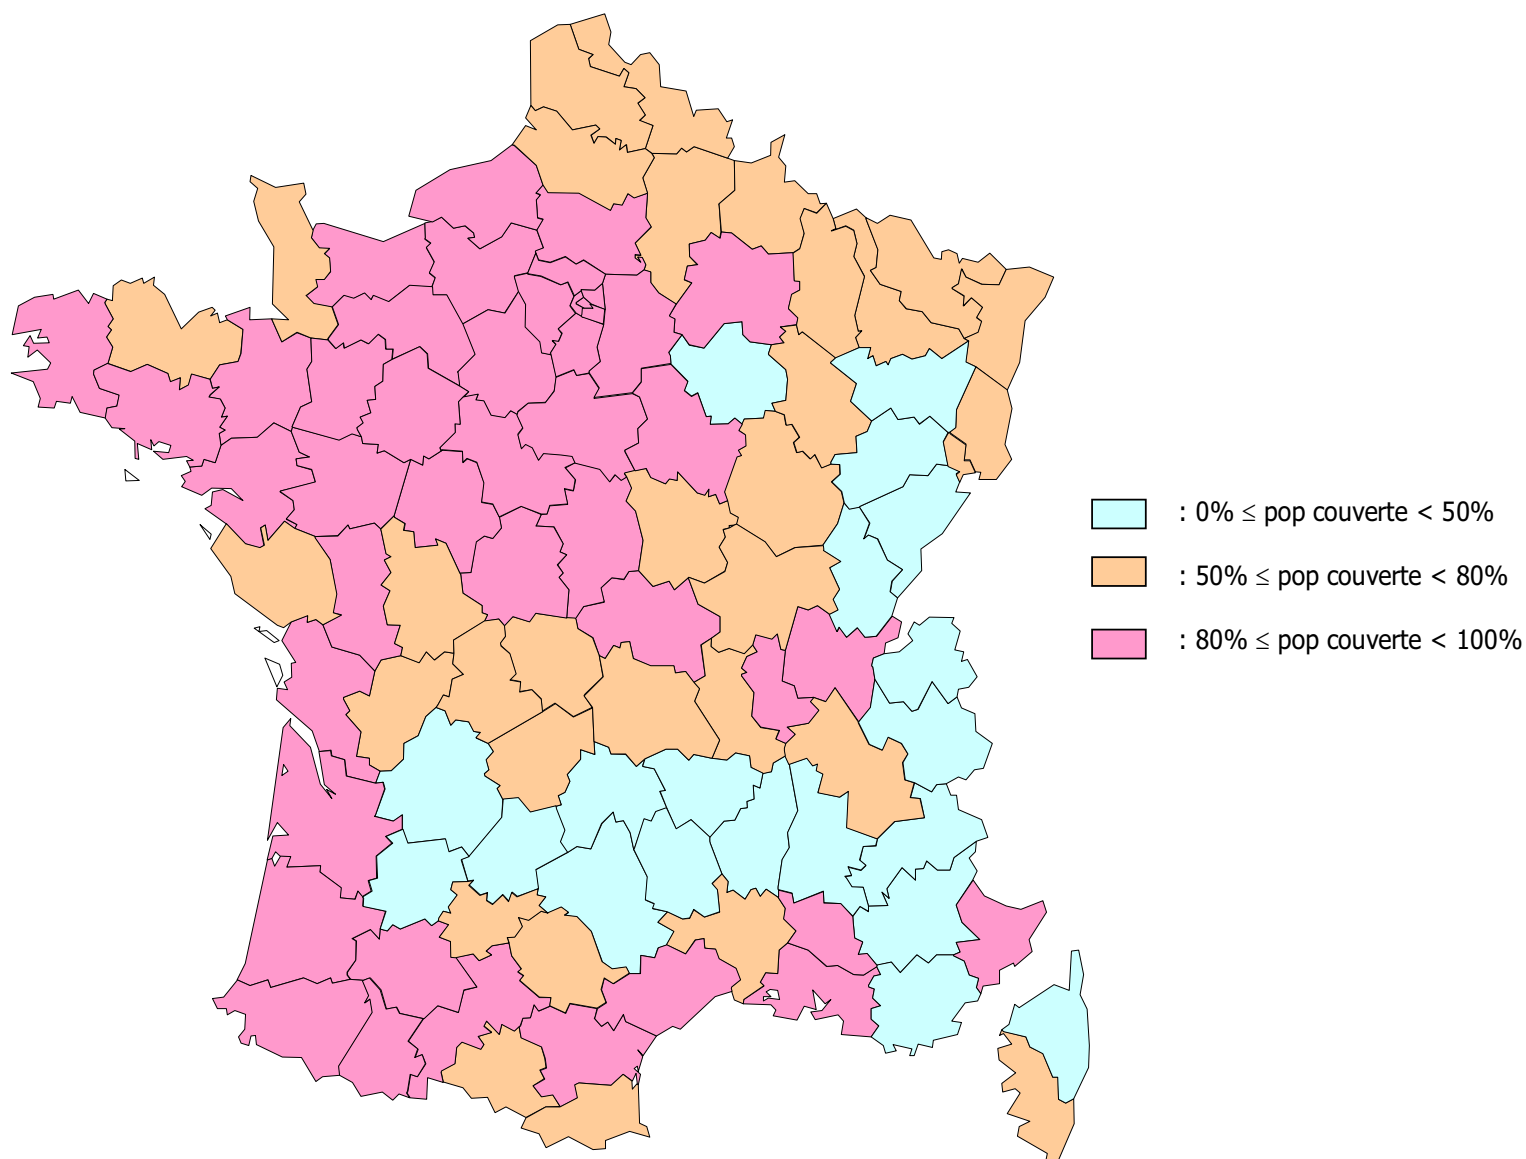 : 0% ≤ pop couverte < 50%
: 50% ≤ pop couverte < 80%
: 80% ≤ pop couverte < 100%